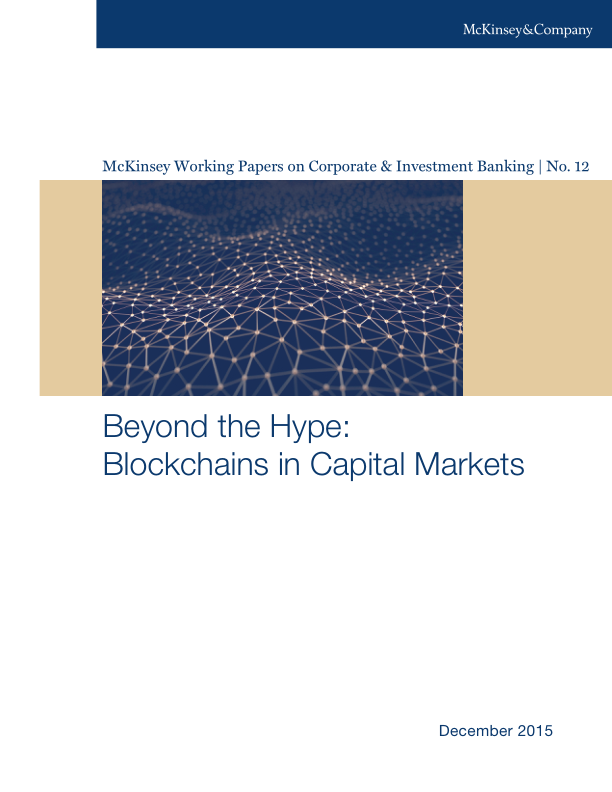 McKinsey&Company
McKinsey Working Papers on Corporate & Investment Banking | No. 12
Beyond the Hype:
Blockchains in Capital Markets
December 2015